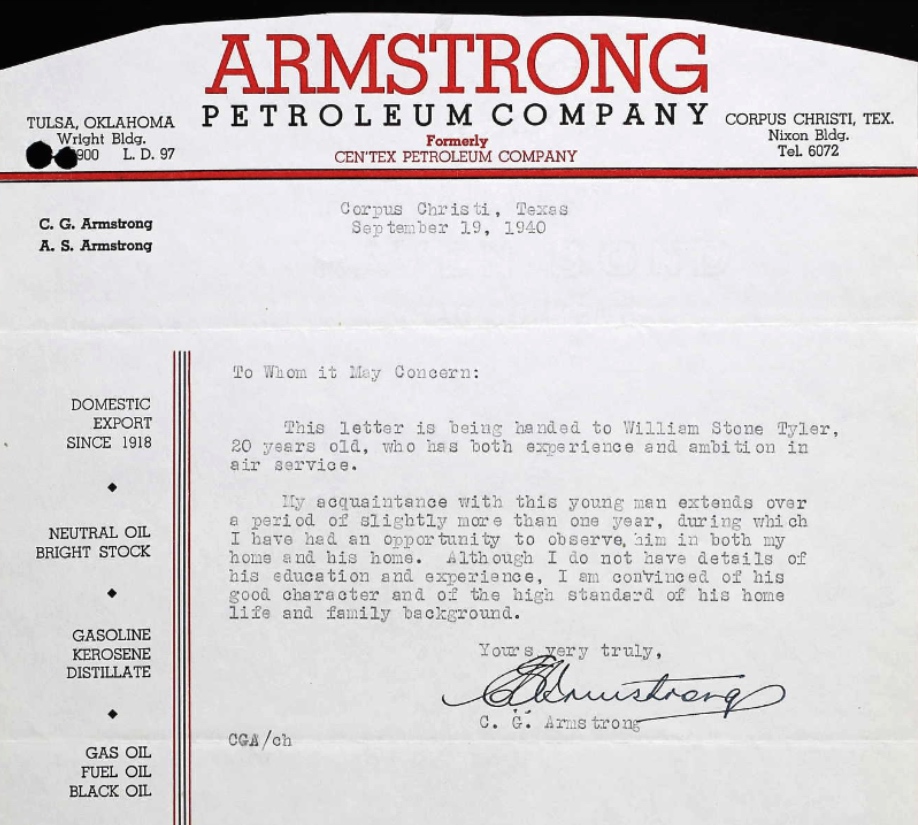 ARMSTRONG
PETROLEUM COMPANY
Formerly
CEN'TEX PETROLEUM COMPANY
TULSA, OKLAHOMA
Wright Bldg.
900 L. D. 97
CORPUS CHRISTI, TEX.
Nixon Bldg.
Tel. 6072
C. G. Armstrong
A. S. Armstrong
Corpus Christi, Texas
September 19, 1940
DOMESTIC
EXPORT
SINCE 1918
NEUTRAL OIL
BRIGHT STOCK
GASOLINE
KEROSENE
DISTILLATE
GAS OIL
FUEL OIL
BLACK OIL
To Whom it May Concern:
This letter is being handed to William Stone Tyler,
20 years old, who has both experience and ambition in
air service.
My acquaintance with this young man extends over
a period of slightly more than one year, during which
I have had an opportunity to observe, him in both my
home and his home. Although I do not have details of
his education and experience, I am convinced of his
good character and of the high standard of his home
life and family background.
Yours very truly,
CGArmstrong
C. G. Armstrong
CGA/ch